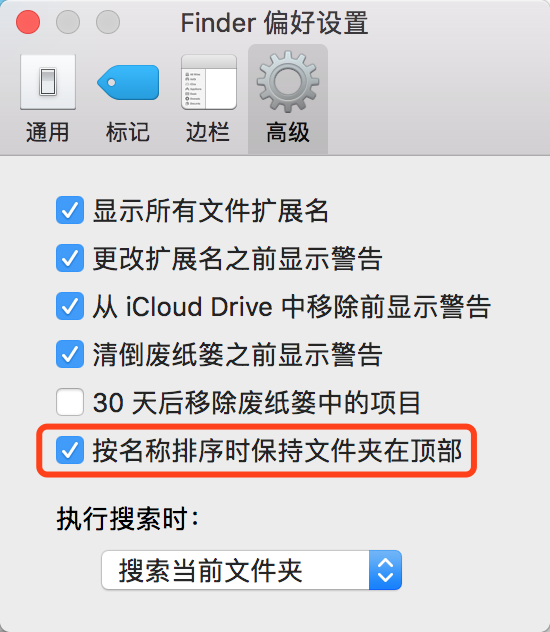 Finder 偏好设置
通用 标记 边栏 高级
显示所有文件扩展名
更改扩展名之前显示警告
从 iCloud Drive 中移除前显示警告
清倒废纸篓之前显示警告
30 天后移除废纸篓中的项目
按名称排序时保持文件夹在顶部
执行搜索时：
搜索当前文件夹